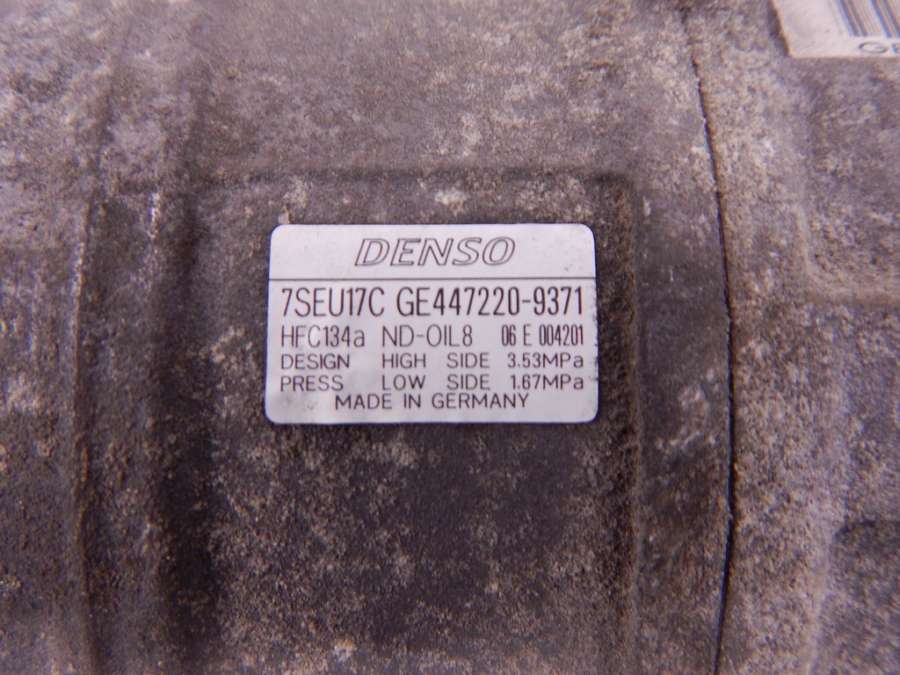 GE
DENSO
7SEU17C GE447220-9371
HFC134a ND-OIL8 06 E 004201
DESIGN HIGH SIDE 3.53MPa
PRESS LOW SIDE 1.67MPa
MADE IN GERMANY